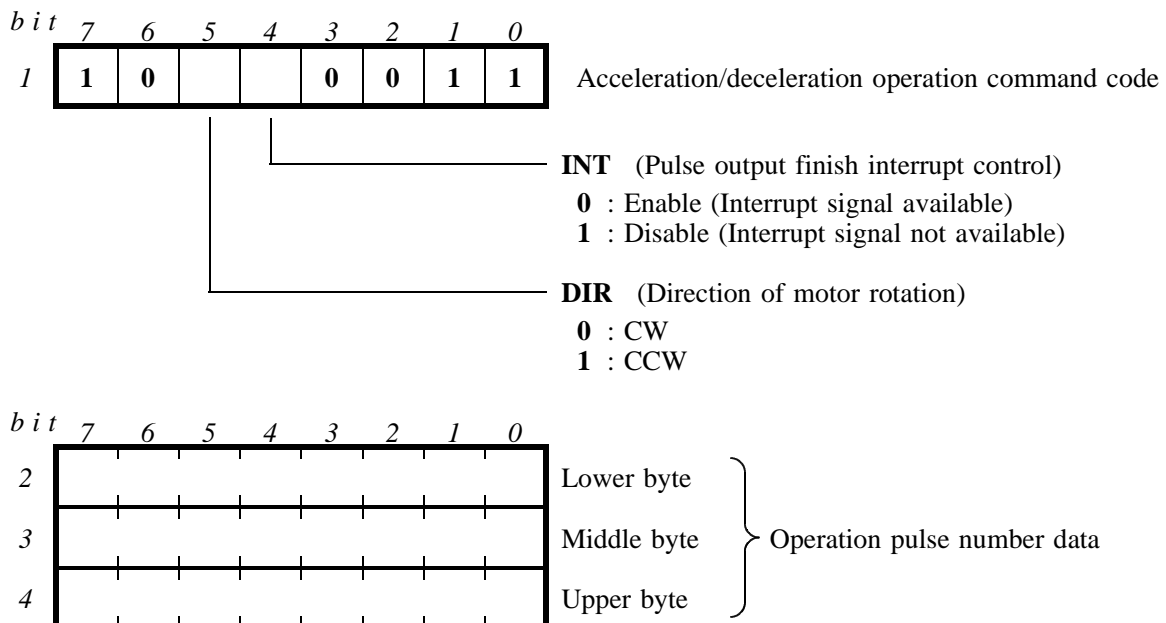 bit 7 6 5 4 3 2 1 0
1 1 0 0 0 1 1 Acceleration/deceleration operation command code
INT (Pulse output finish interrupt control)
0 : Enable (Interrupt signal available)
1 : Disable (Interrupt signal not available)
DIR (Direction of motor rotation)
0 : CW
1 : CCW
bit 7 6 5 4 3 2 1 0
2 Lower byte
3 Middle byte Operation pulse number data
4 Upper byte